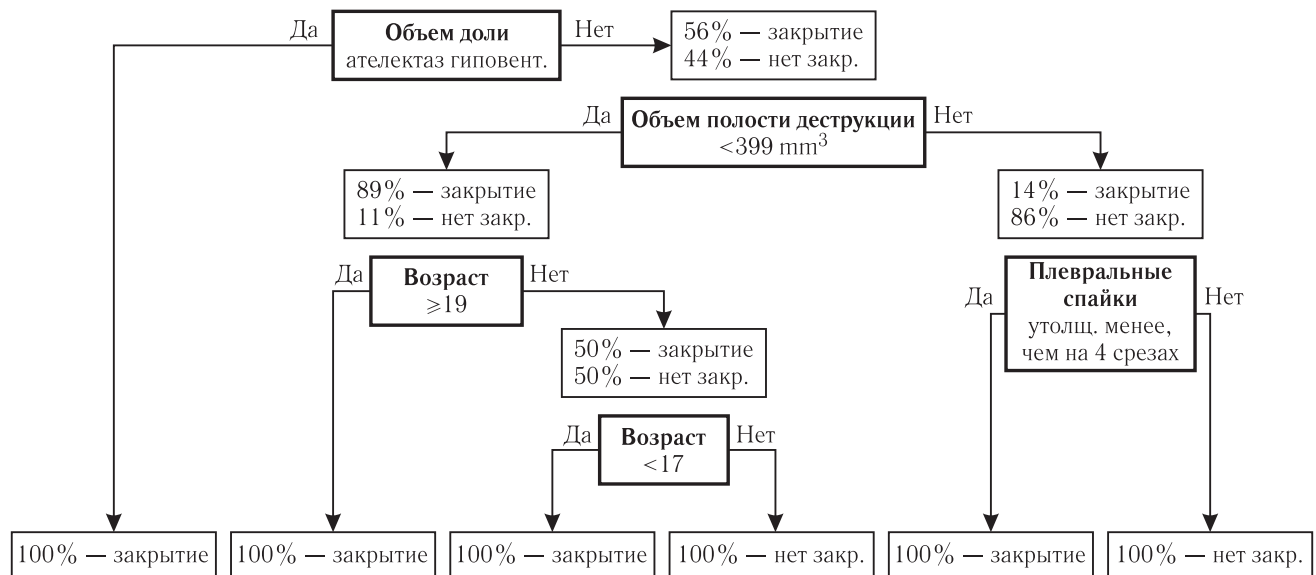 Да
Объем доли
ателектаз гиповент.
Нет
56% — закрытие
44% — нет закр.
Да
Объем полости деструкции
<399 mm³
Нет
89% — закрытие
11% — нет закр.
14% — закрытие
86% — нет закр.
Да
Возраст
⩾19
Нет
50% — закрытие
50% — нет закр.
Да
Плевральные
спайки
утолщ. менее,
чем на 4 срезах
Нет
Да
Возраст
<17
Нет
100% — закрытие
100% — закрытие
100% — закрытие
100% — нет закр.
100% — закрытие
100% — нет закр.